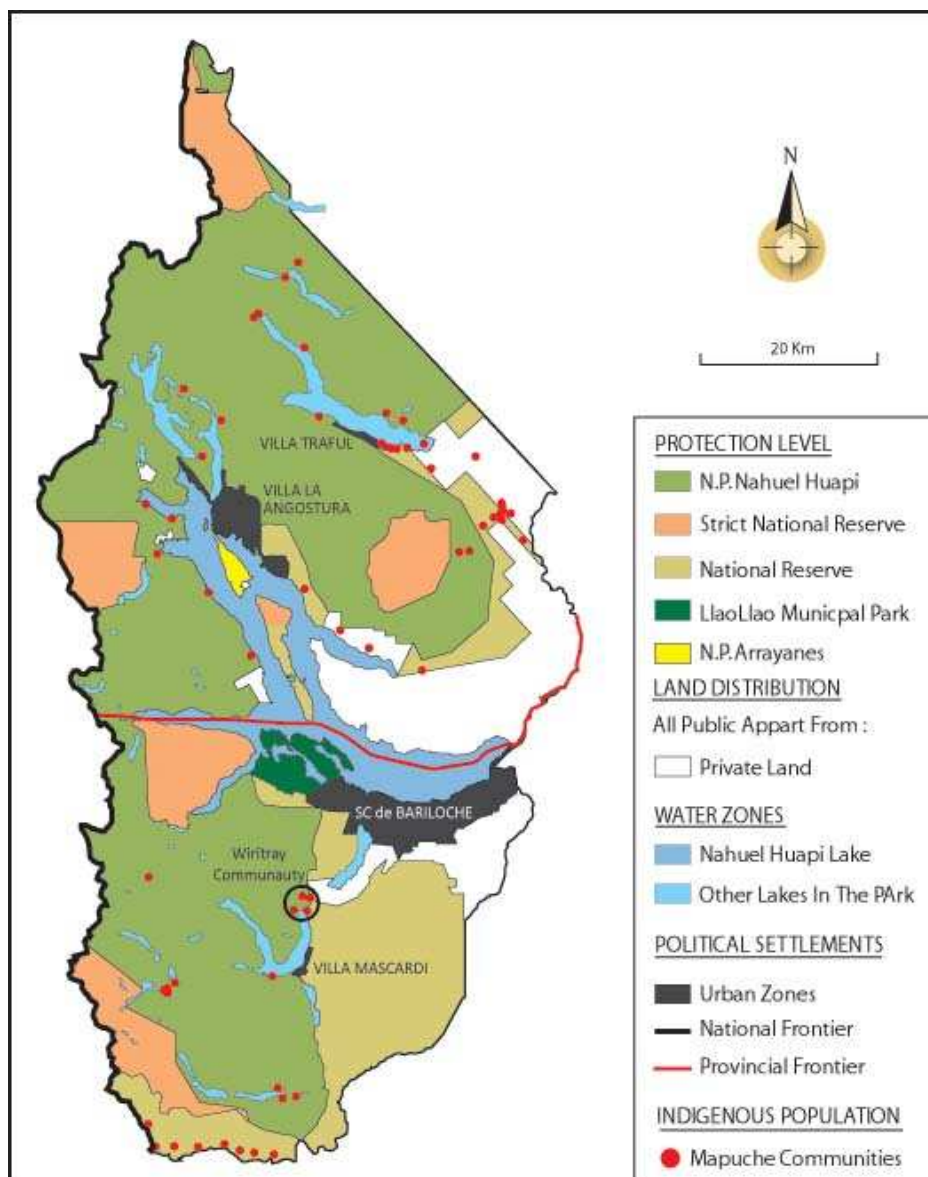 N
20 Km
VILLA TRAFUL
VILLA LA
ANGOSTURA
SC de BARILOCHE
Wiritray
Communauty
VILLA MASCARDI
PROTECTION LEVEL
N.P.Nahuel Huapi
Strict National Reserve
National Reserve
LlaoLlao Municpal Park
N.P.Arrayanes
LAND DISTRIBUTION
All Public Appart From :
Private Land
WATER ZONES
Nahuel Huapi Lake
Other Lakes In The PArk
POLITICAL SETTLEMENTS
Urban Zones
National Frontier
Provincial Frontier
INDIGENOUS POPULATION
Mapuche Communities